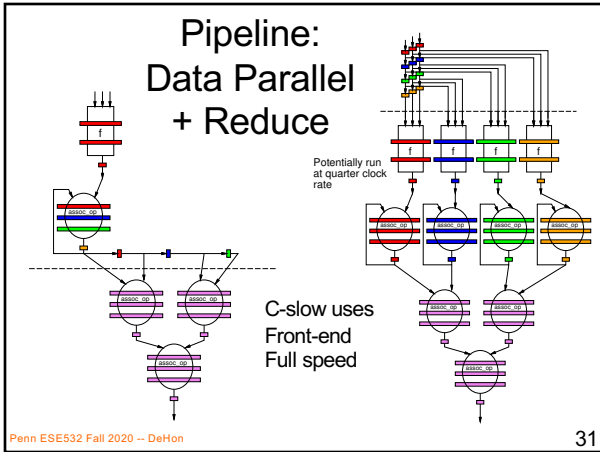 Pipeline:
Data Parallel
+ Reduce
f
assoc_op
assoc_op
assoc_op
assoc_op
C-slow uses
Front-end
Full speed
f
f
f
f
Potentially run
at quarter clock
rate
assoc_op
assoc_op
assoc_op
assoc_op
assoc_op
assoc_op
assoc_op
Penn ESE532 Fall 2020 -- DeHon
31